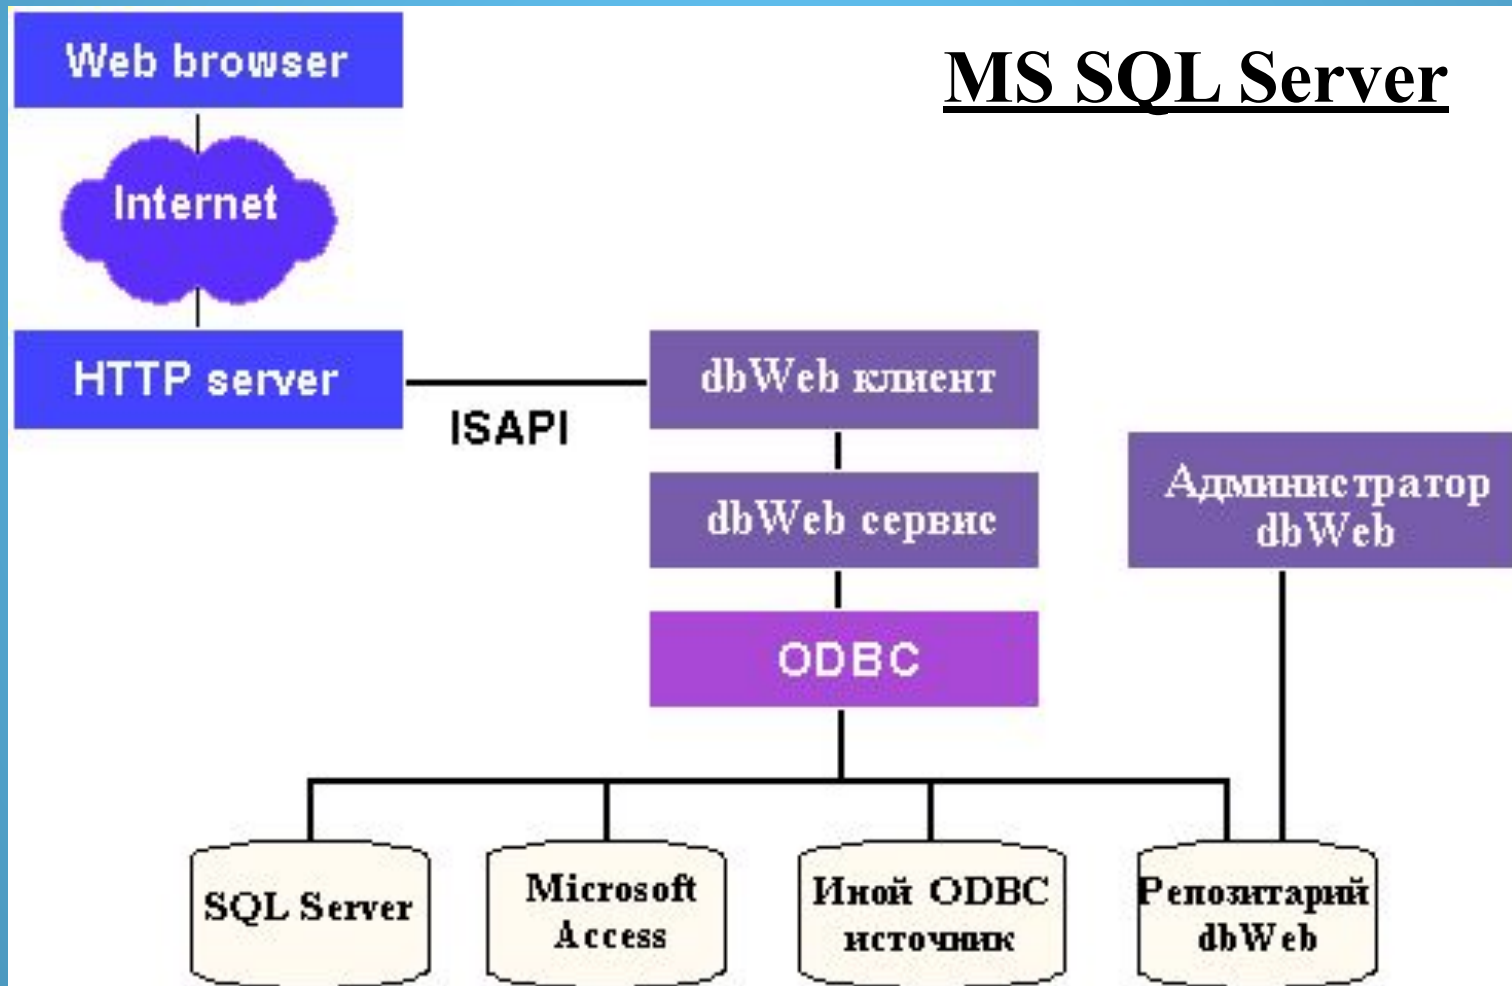 MS SQL Server
Web browser
Internet
HTTP server
ISAPI
dbWeb клиент
dbWeb сервис
Администратор
dbWeb
ODBC
SQL Server
Microsoft
Access
Иной ODBC
источник
Репозитарий
dbWeb